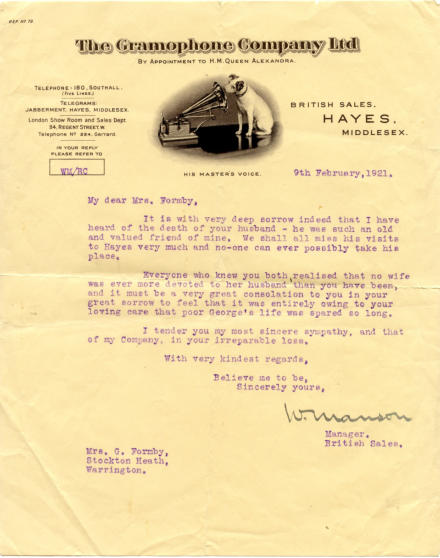 REF. No 72
The Gramophone Company Ltd
BY APPOINTMENT TO H.M. QUEEN ALEXANDRA.
TELEPHONE-180, SOUTHALL.
(FIVE LINES.)
TELEGRAMS:
JABBERMENT, HAYES, MIDDLESEX.
London Show Room and Sales Dept.
94, REGENT STREET, W.
Telephone No 224, Gerrard.
IN YOUR REPLY
PLEASE REFER TO
WM/RC
BRITISH SALES.
HAYES,
MIDDLESEX.
HIS MASTER'S VOICE.
9th February,1921.
My dear Mrs. Formby,
It is with very deep sorrow indeed that I have
heard of the death of your husband - he was such an old
and valued friend of mine. We shall all miss his visits
to Hayes very much and no-one can ever possibly take his
place.
Everyone who knew you both realised that no wife
was ever more devoted to her husband than you have been,
and it must be a very great consolation to you in your
great sorrow to feel that it was entirely owing to your
loving care that poor George's life was spared so long.
I tender you my most sincere sympathy, and that
of my Company, in your irreparable loss.
With very kindest regards,
Believe me to be,
Sincerely yours,
W. Manson
Manager.
British Sales.
Mrs. G. Formby,
Stockton Heath,
Warrington.